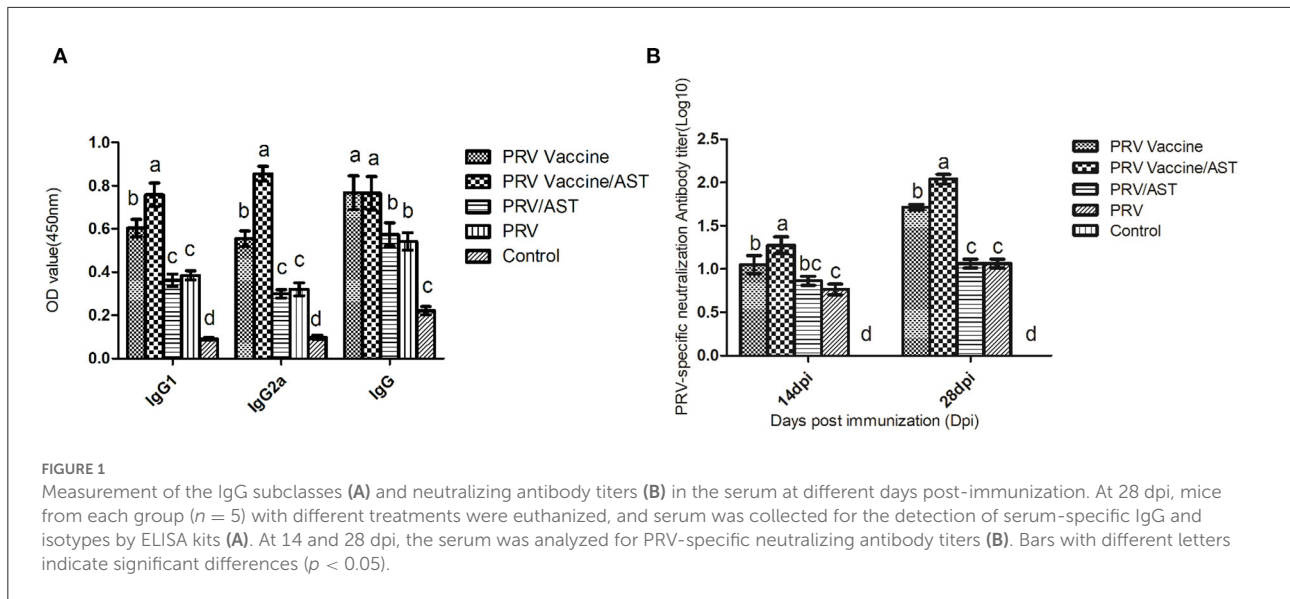 A
OD value(450nm)
1.0
0.8
0.6
0.4
0.2
0.0
b
a
c
c
d
b
a
c
c
d
a
a
b
b
c
IgG1
IgG2a
IgG
PRV Vaccine
PRV Vaccine/AST
PRV/AST
PRV
Control
B
PRV-specific neutralization Antibody titer(Log10)
2.5
2.0
1.5
1.0
0.5
0.0
b
a
bc
c
d
b
a
c
c
d
14dpi
28dpi
Days post immunization (Dpi)
PRV Vaccine
PRV Vaccine/AST
PRV/AST
PRV
Control
FIGURE 1
Measurement of the IgG subclasses (A) and neutralizing antibody titers (B) in the serum at different days post-immunization. At 28 dpi, mice
from each group (n = 5) with different treatments were euthanized, and serum was collected for the detection of serum-specific IgG and
isotypes by ELISA kits (A). At 14 and 28 dpi, the serum was analyzed for PRV-specific neutralizing antibody titers (B). Bars with different letters
indicate significant differences (p < 0.05).